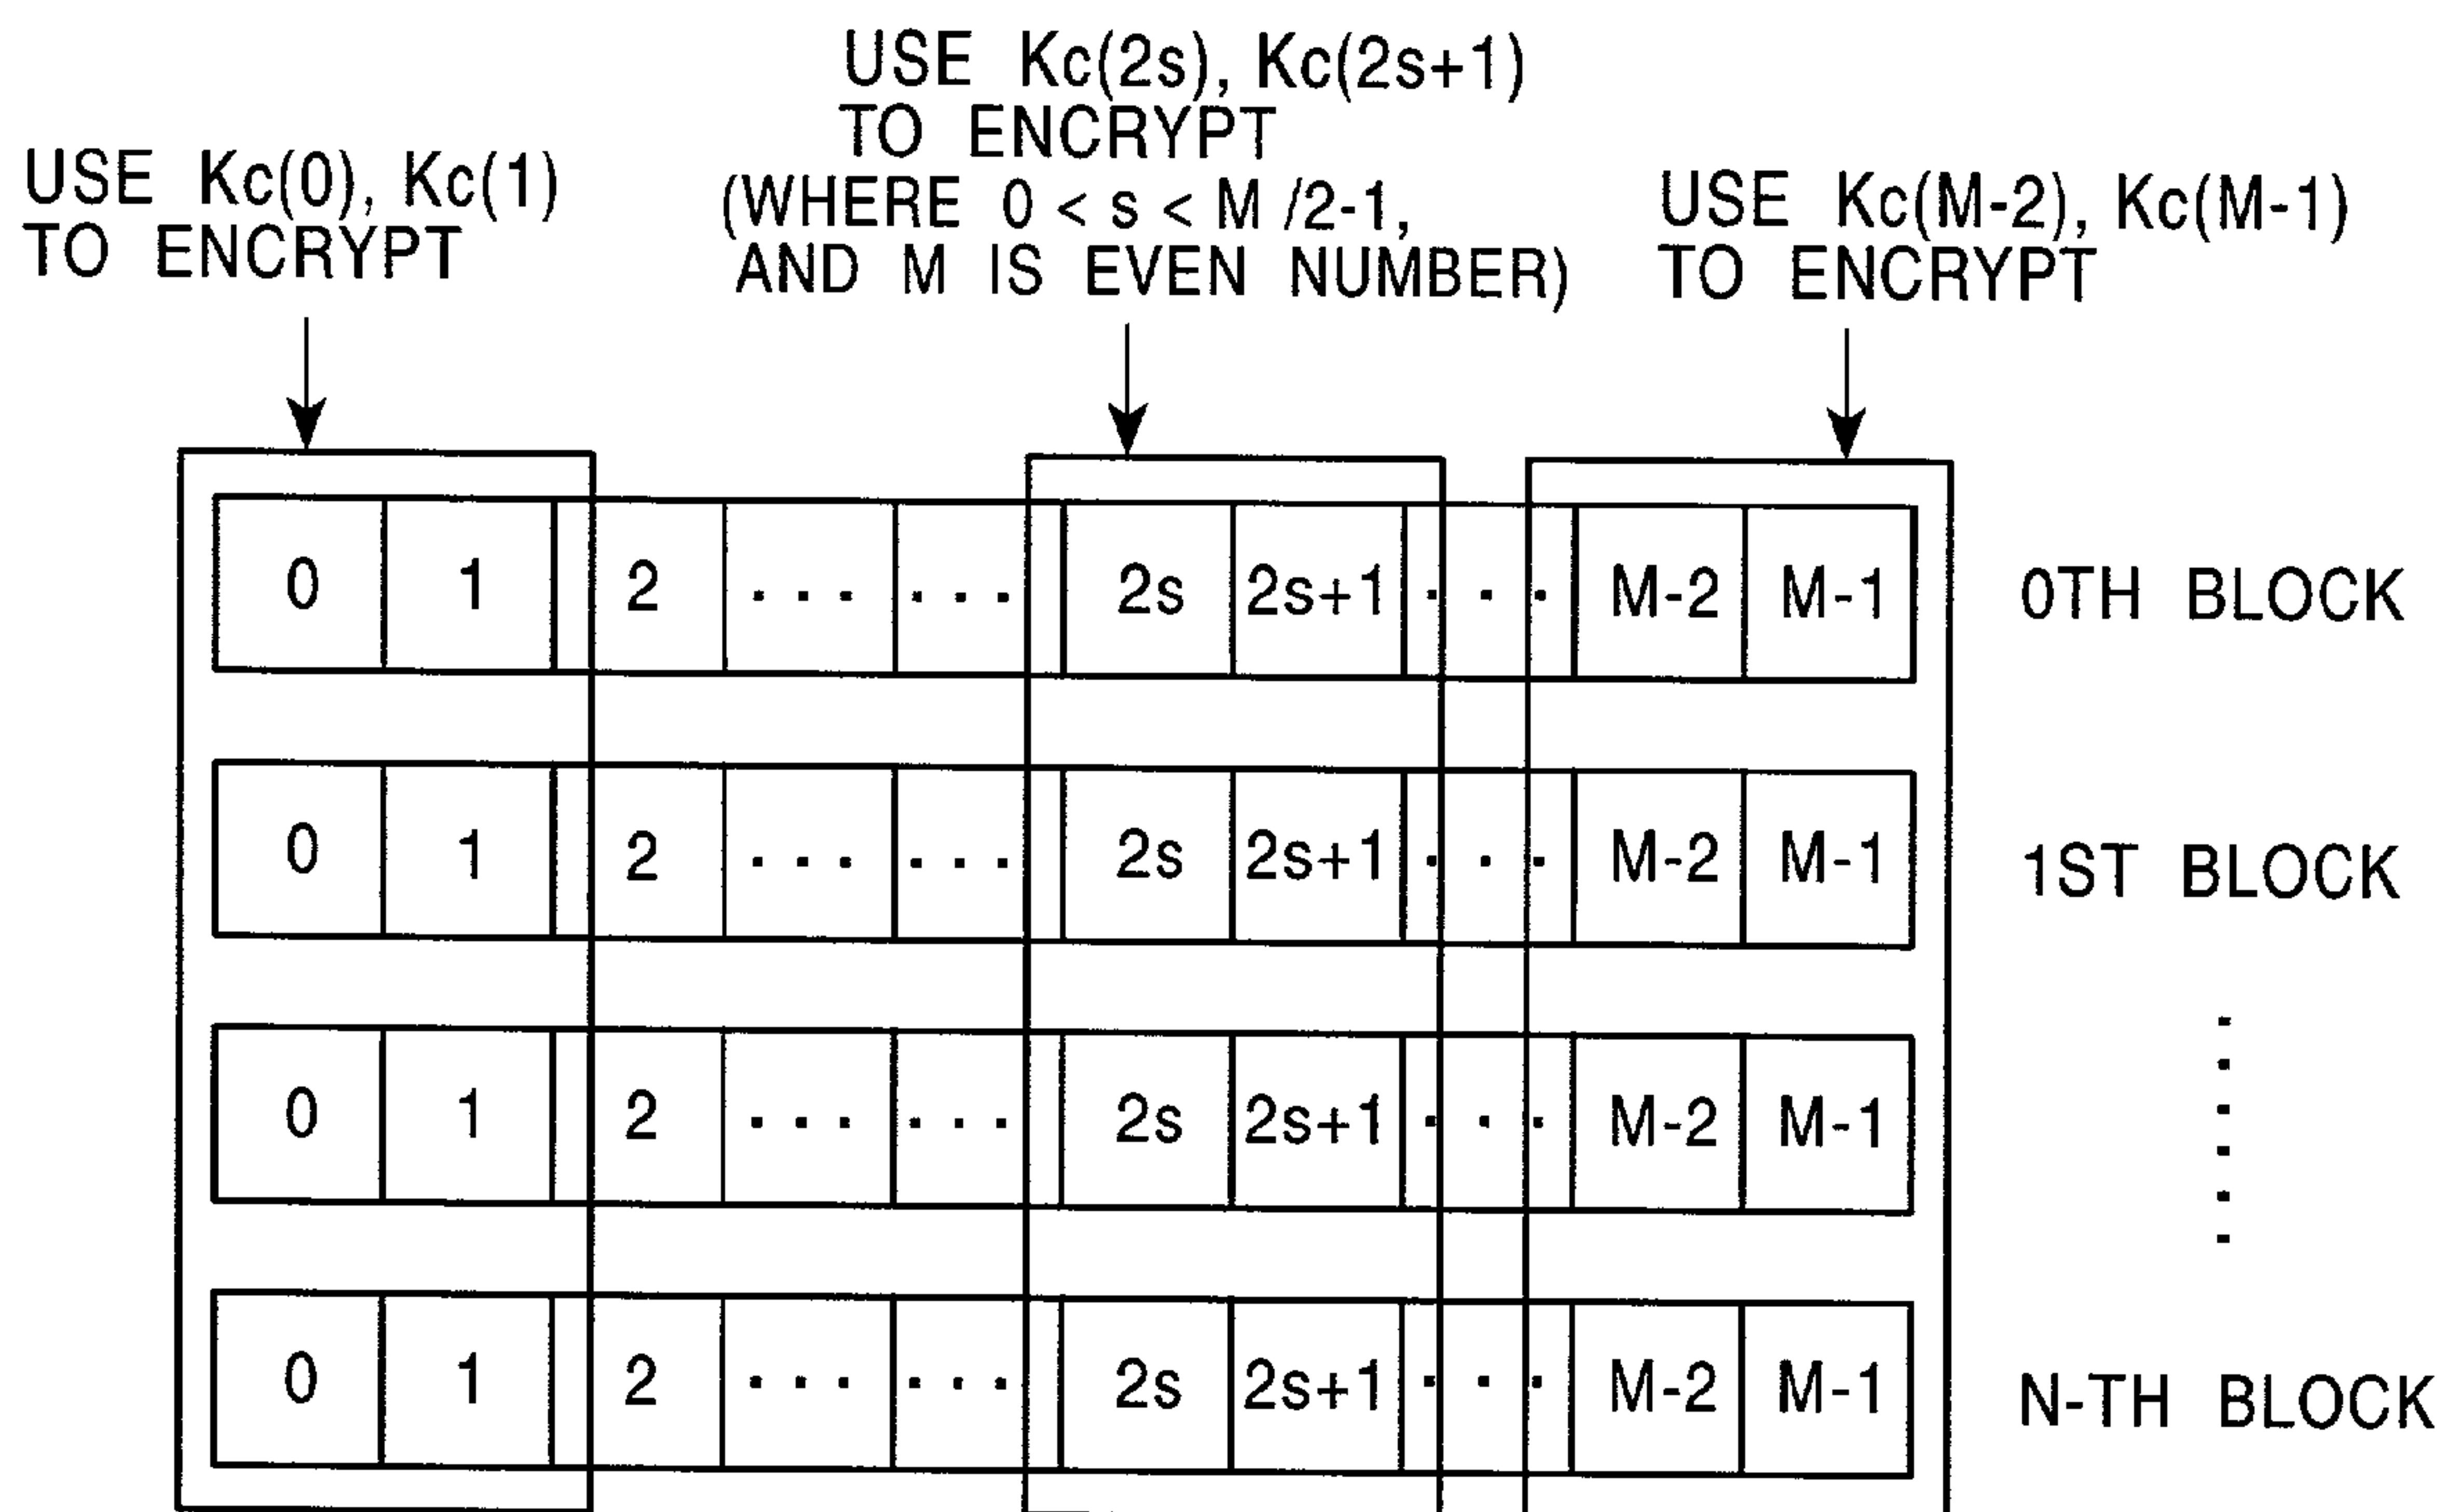 USE Kc(2s), Kc(2s+1)
TO ENCRYPT
(WHERE 0 < s < M /2-1,
AND M IS EVEN NUMBER)
USE Kc(0), Kc(1)
TO ENCRYPT
USE Kc(M-2), Kc(M-1)
TO ENCRYPT
0 1 2 ... ... 2s 2s+1 ... M-2 M-1 0TH BLOCK
0 1 2 ... ... 2s 2s+1 ... M-2 M-1 1ST BLOCK
0 1 2 ... ... 2s 2s+1 ... M-2 M-1
0 1 2 ... ... 2s 2s+1 ... M-2 M-1 N-TH BLOCK